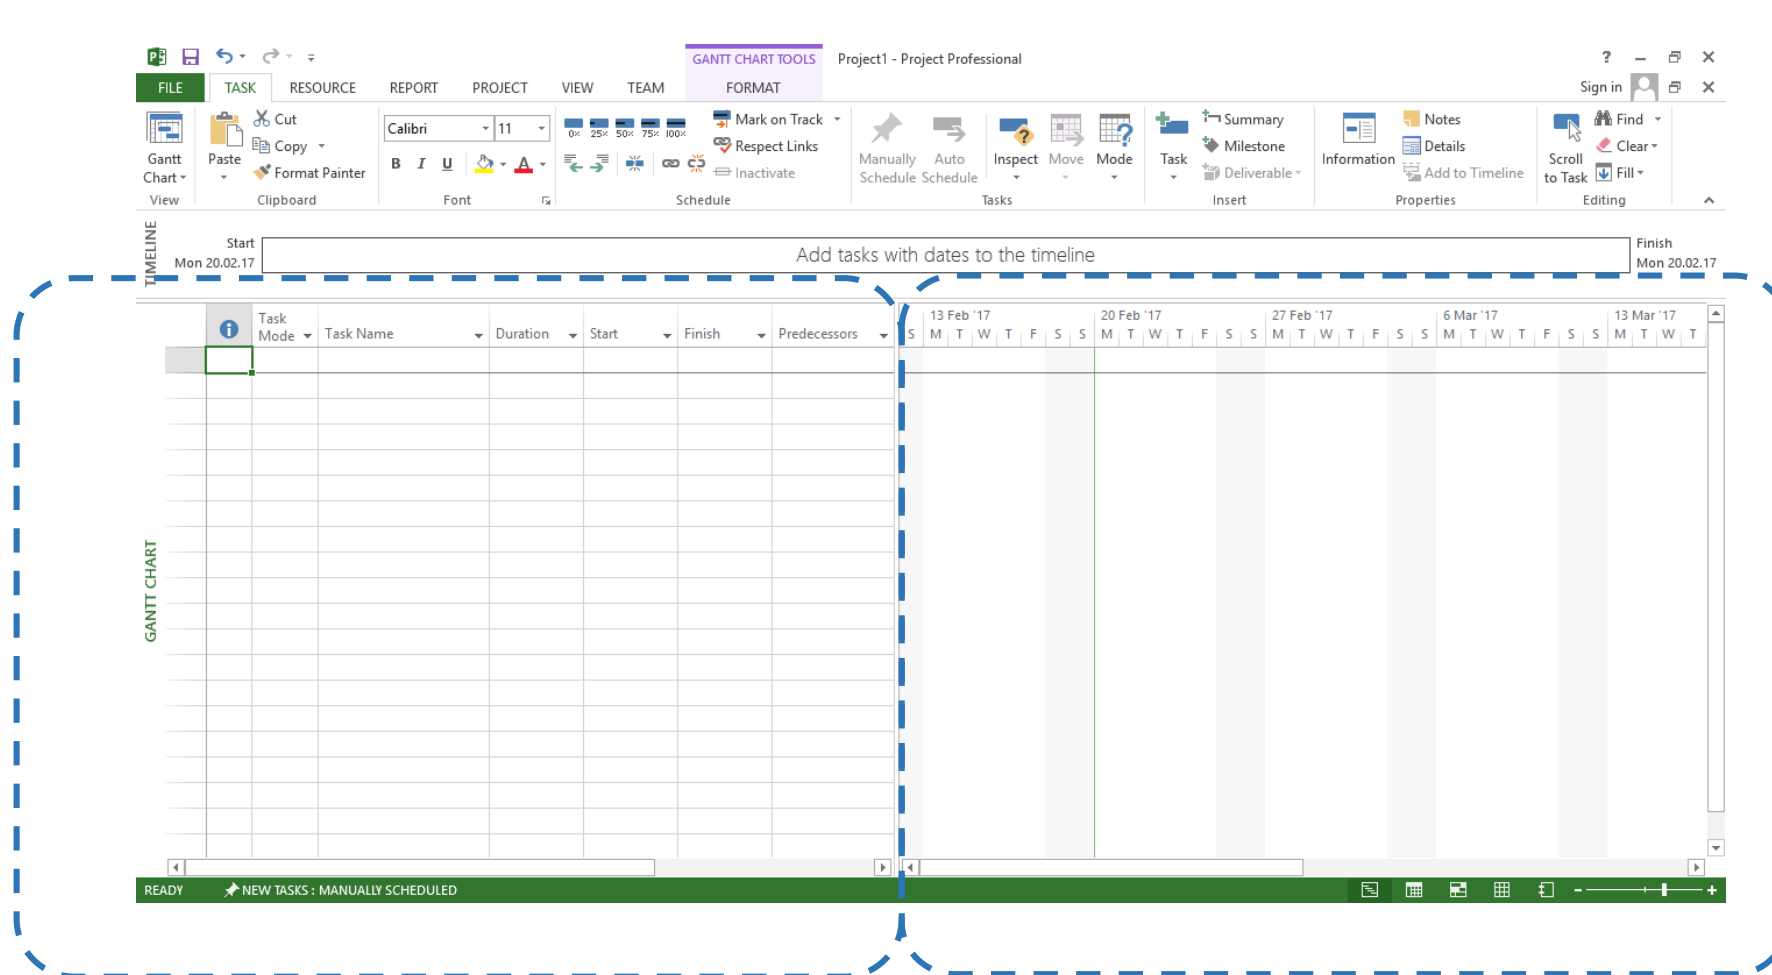 GANTT CHART TOOLS Project1 - Project Professional ?
FILE TASK RESOURCE REPORT PROJECT VIEW TEAM FORMAT Sign in
Gantt Chart
Paste
Cut
Copy
Format Painter
Calibri 11
B I U A
0% 25% 50% 75% 100%
Mark on Track
Respect Links
Inactivate
Manually Schedule
Auto Schedule
Inspect
Move
Mode
Task
Summary
Milestone
Deliverable
Information
Notes
Details
Add to Timeline
Scroll to Task
Find
Clear
Fill
View Clipboard Font Schedule Tasks Insert Properties Editing
TIMELINE
Start
Mon 20.02.17
Add tasks with dates to the timeline
Finish
Mon 20.02.17
Task Mode Task Name Duration Start Finish Predecessors
13 Feb '17 20 Feb '17 27 Feb '17 6 Mar '17 13 Mar '17
S M T W T F S S M T W T F S S M T W T F S S M T W T F S S M T W T
GANTT CHART
READY NEW TASKS : MANUALLY SCHEDULED